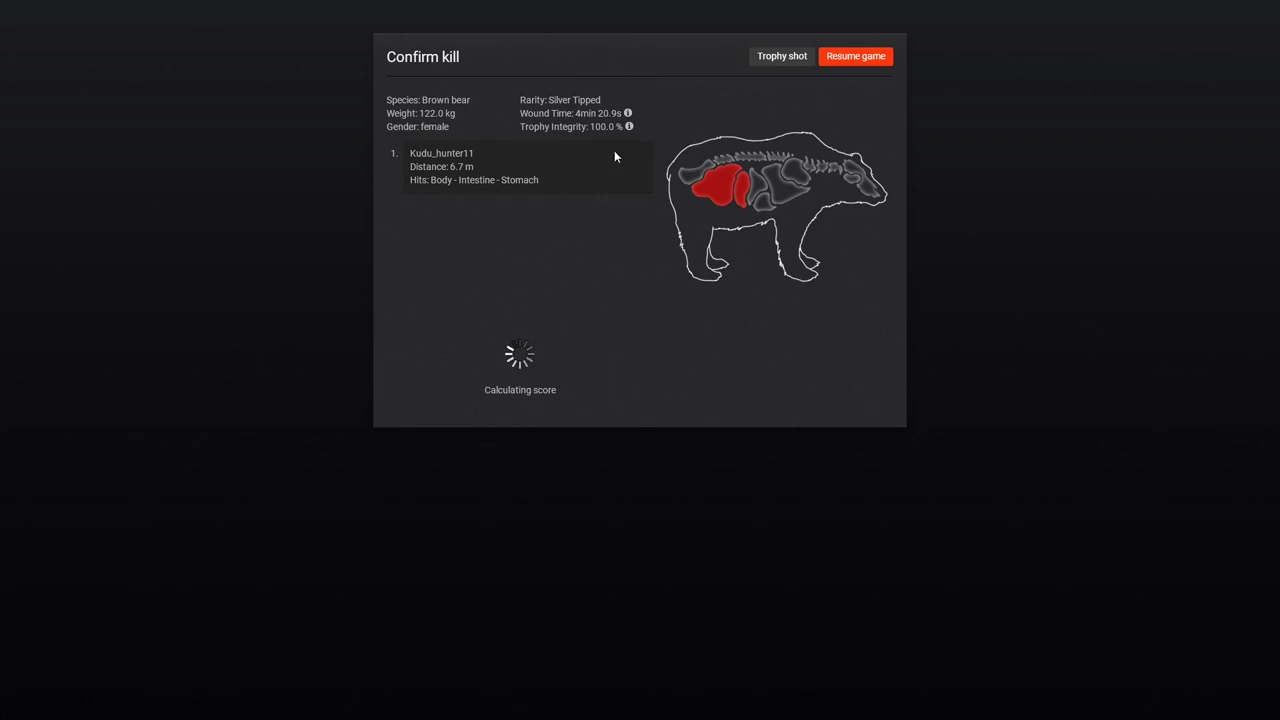 Confirm kill
Trophy shot
Resume game
Species: Brown bear
Rarity: Silver Tipped
Weight: 122.0 kg
Wound Time: 4min 20.9s
Gender: female
Trophy Integrity: 100.0 %
1. Kudu_hunter11
Distance: 6.7 m
Hits: Body - Intestine - Stomach
Calculating score